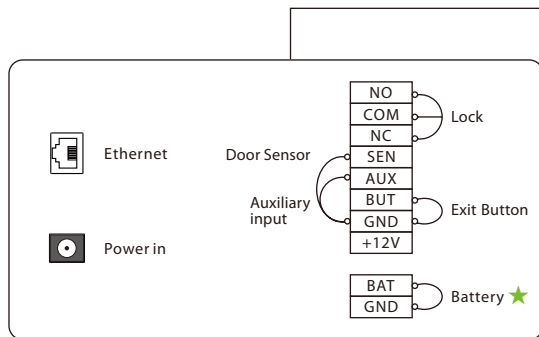 NO
COM
Lock
NC
Ethernet
Door Sensor
SEN
AUX
Auxiliary
input
BUT
Exit Button
GND
Power in
+12V
BAT
Battery
GND